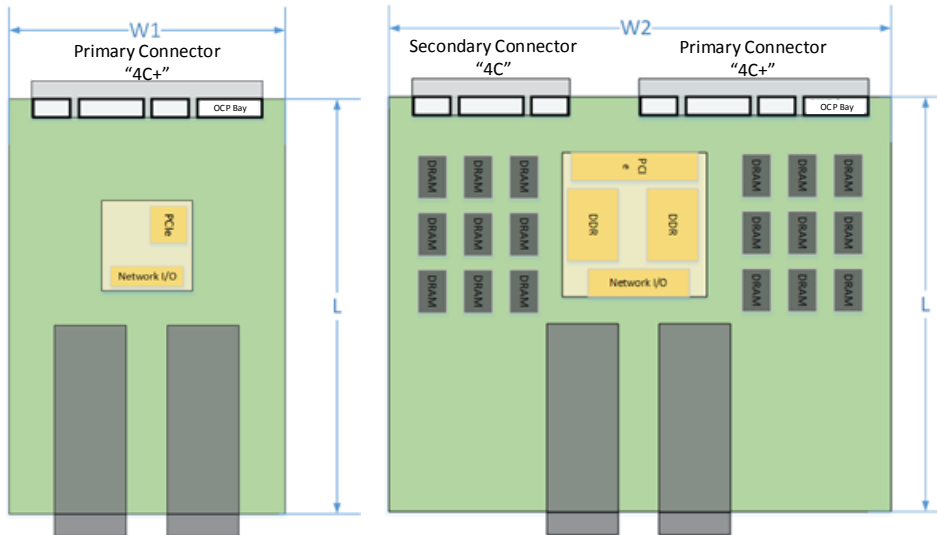 W1
Primary Connector
“4C+”
OCP Bay
PCIe
Network I/O
L
W2
Secondary Connector
“4C”
Primary Connector
“4C+”
OCP Bay
DRAM
DRAM
DRAM
PCI
e
DRAM
DRAM
DRAM
DRAM
DRAM
DRAM
DDR
DDR
DRAM
DRAM
DRAM
DRAM
DRAM
DRAM
Network I/O
DRAM
DRAM
DRAM
L